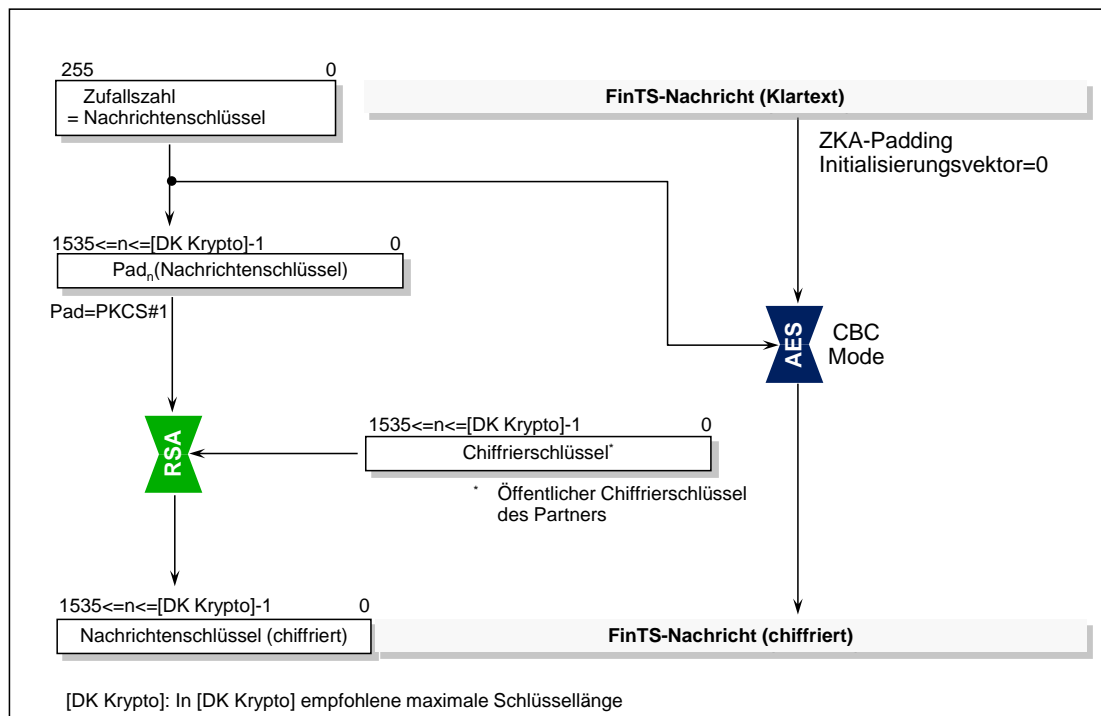 255 0
Zufallszahl
= Nachrichtenschlüssel
FinTS-Nachricht (Klartext)
ZKA-Padding
Initialisierungsvektor=0
1535<=n<=[DK Krypto]-1 0
Padn(Nachrichtenschlüssel)
Pad=PKCS#1
AES
CBC
Mode
RSA
1535<=n<=[DK Krypto]-1 0
Chiffrierschlüssel*
* Öffentlicher Chiffrierschlüssel
des Partners
1535<=n<=[DK Krypto]-1 0
Nachrichtenschlüssel (chiffriert)
FinTS-Nachricht (chiffriert)
[DK Krypto]: In [DK Krypto] empfohlene maximale Schlüssellänge